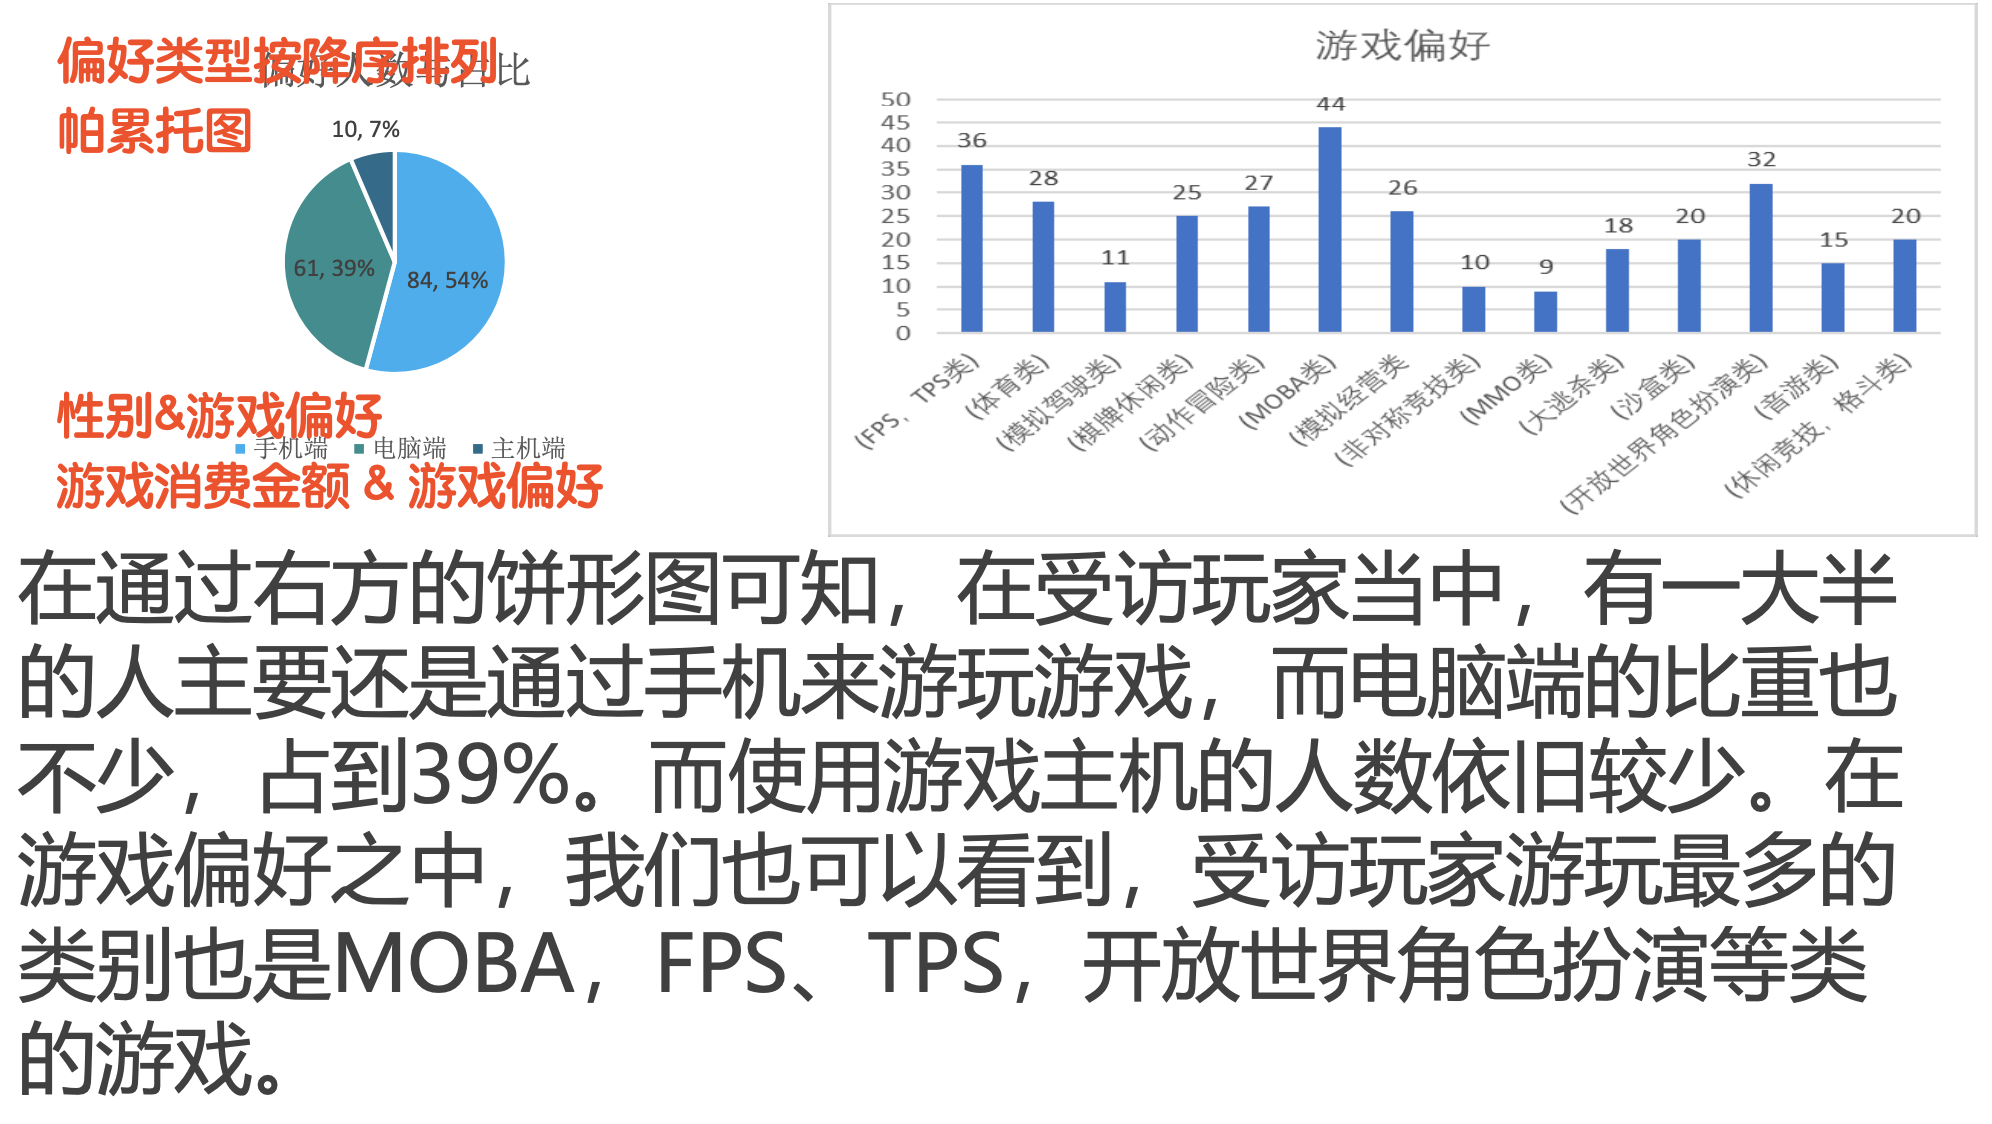 偏好类型按降序排列
帕累托图
偏好人数与占比
10, 7%
61, 39%
84, 54%
性别&游戏偏好
手机端 电脑端 主机端
游戏消费金额 & 游戏偏好
游戏偏好
50
45
40
35
30
25
20
15
10
5
0
36
28
11
25
27
44
26
10
9
18
20
32
15
20
(FPS、TPS类)
(体育类)
(模拟驾驶类)
(棋牌休闲类)
(动作冒险类)
(MOBA类)
(模拟经营类
(非对称竞技类)
(MMO类)
(大逃杀类)
(沙盒类)
(开放世界角色扮演类)
(音游类)
(休闲竞技，格斗类)
在通过右方的饼形图可知，在受访玩家当中，有一大半
的人主要还是通过手机来游玩游戏，而电脑端的比重也
不少，占到39%。而使用游戏主机的人数依旧较少。在
游戏偏好之中，我们也可以看到，受访玩家游玩最多的
类别也是MOBA，FPS、TPS，开放世界角色扮演等类
的游戏。